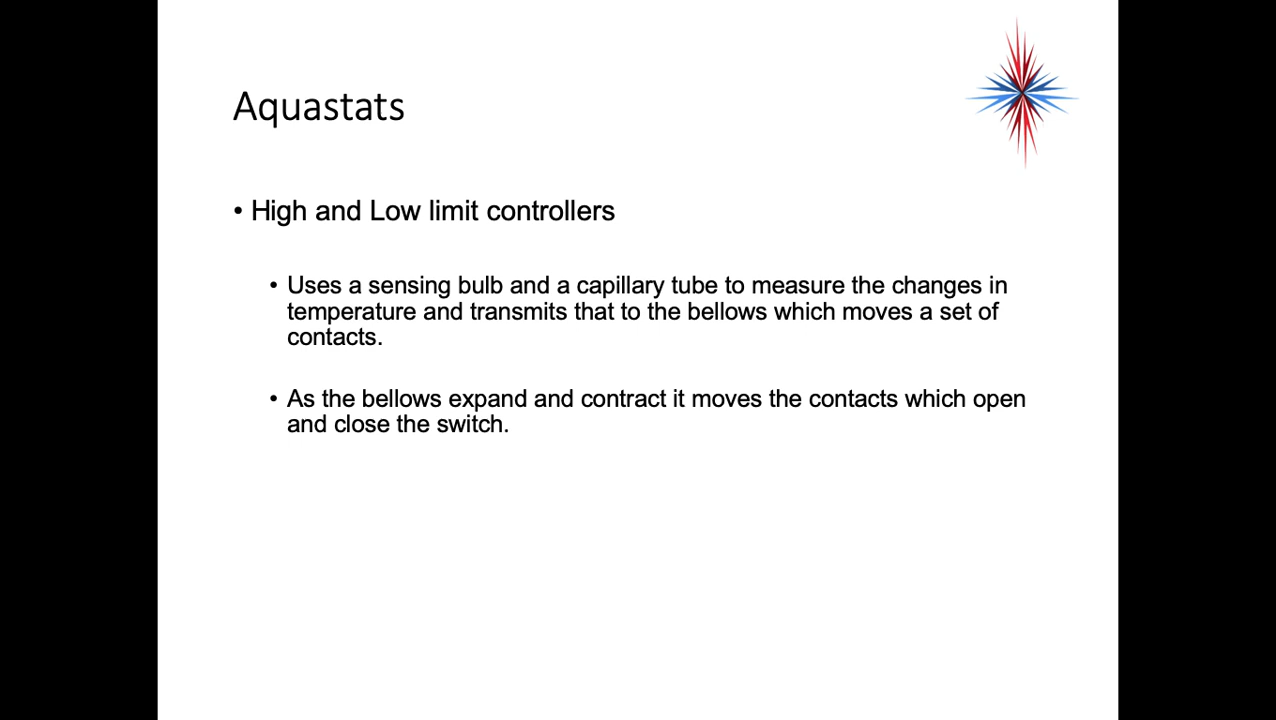 Aquastats
• High and Low limit controllers
• Uses a sensing bulb and a capillary tube to measure the changes in
temperature and transmits that to the bellows which moves a set of
contacts.
• As the bellows expand and contract it moves the contacts which open
and close the switch.